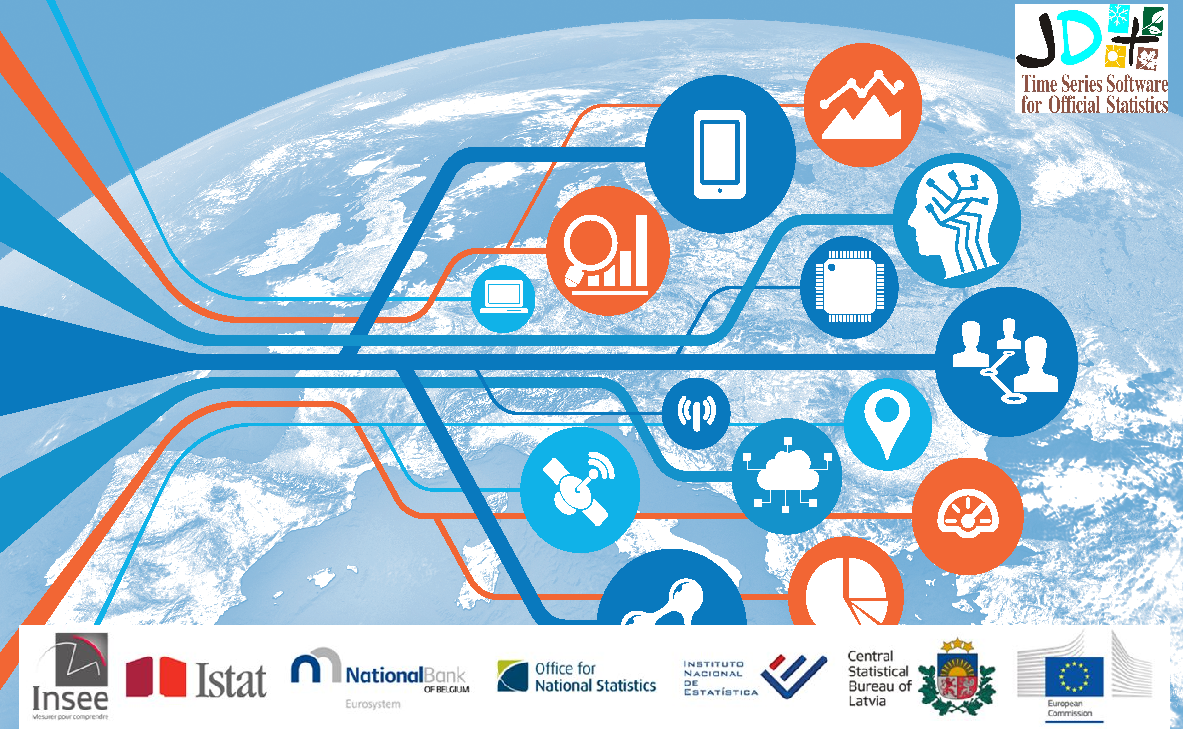 JD+
Time Series Software
for Official Statistics
Insee
Mesurer pour comprendre
Istat
NationalBank
OF BELGIUM
Eurosystem
Office for
National Statistics
INSTITUTO
NACIONAL
DE
ESTADÍSTICA
Central
Statistical
Bureau of
Latvia
European
Commission